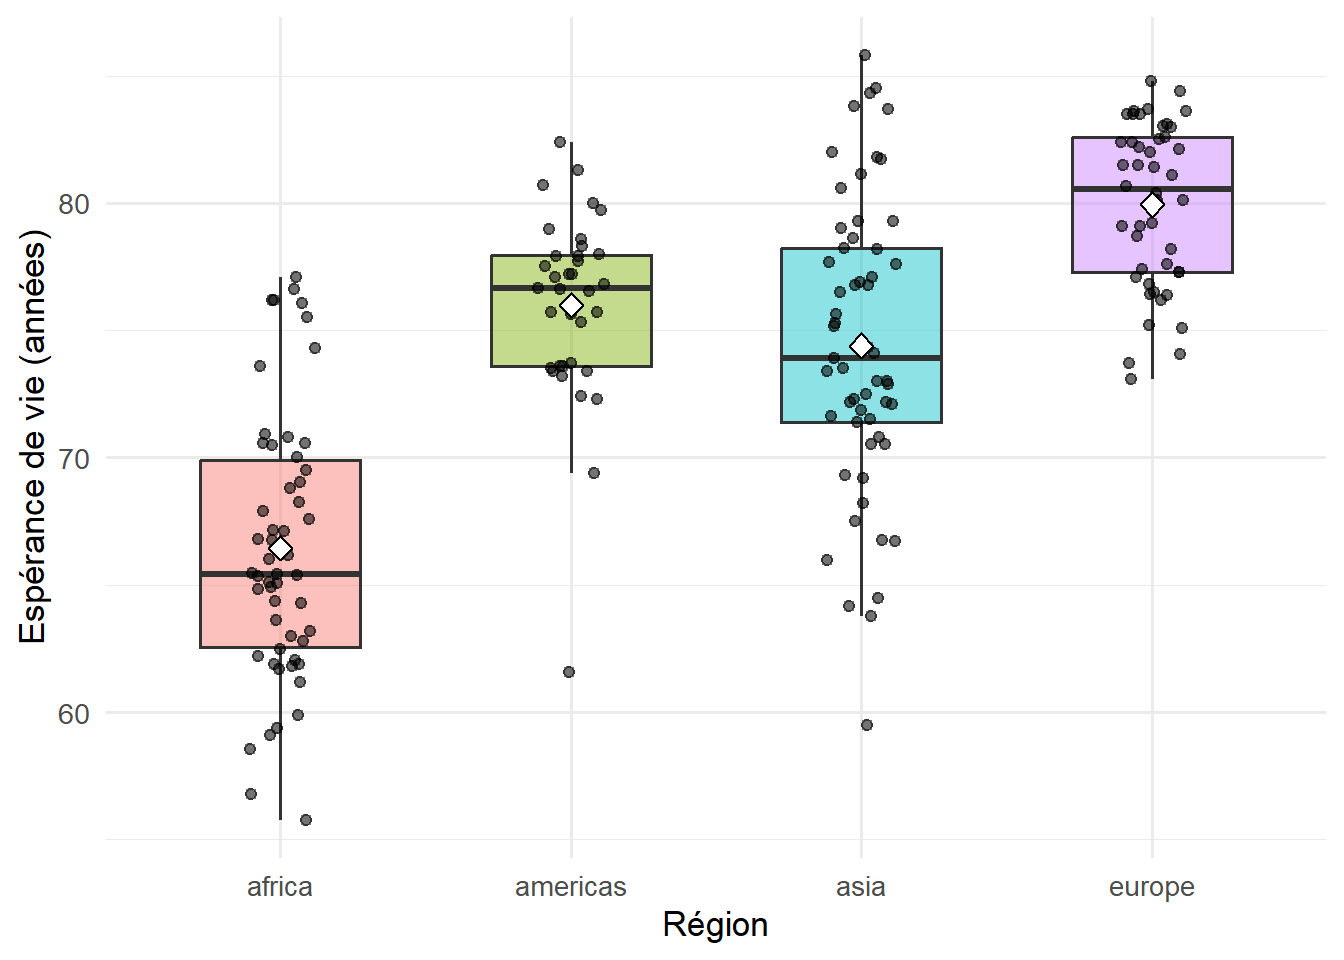 Espérance de vie (années)
80
70
60
africa
americas
asia
europe
Région